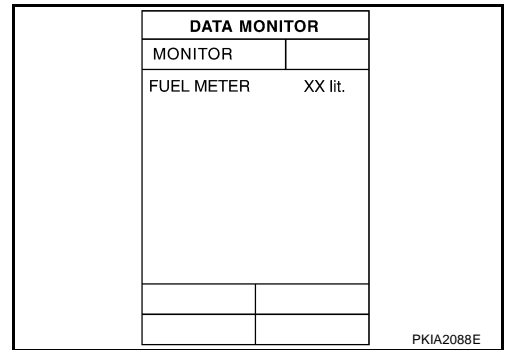 DATA MONITOR
MONITOR
FUEL METER XX lit.
PKIA2088E